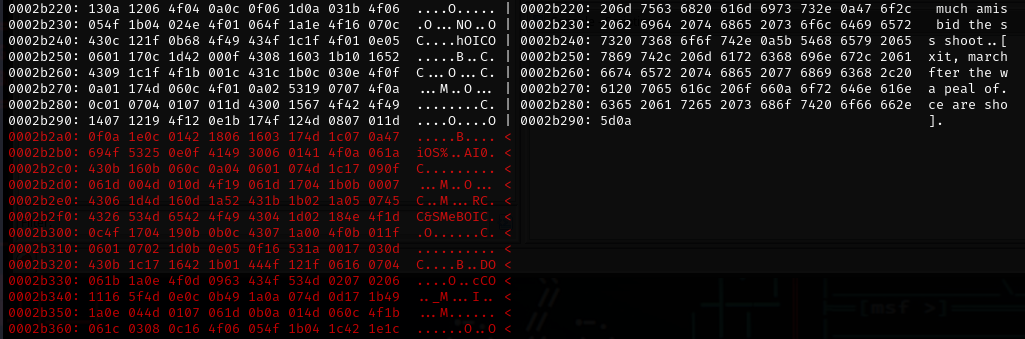 0002b220: 130a 1206 4f04 0a0c 0f06 1d0a 031b 4f06 ....O.....   | 0002b220: 206d 7563 6820 616d 6973 732e 0a47 6f2c  much amis
0002b230: 054f 1b04 024e 4f01 064f 1a1e 4f16 070c .O...NO..O | 0002b230: 2062 6964 2074 6865 2073 6f6c 6469 6572  bid the s
0002b240: 430c 121f 0b68 4f49 434f 1c1f 4f01 0e05 C....hOICO | 0002b240: 7320 7368 6f6f 742e 0a5b 5468 6579 2065 s shoot..[
0002b250: 0601 170c 1d42 000f 4308 1603 1b10 1652 .....B..C. | 0002b250: 7869 742c 206d 6172 6368 696e 672c 2061 xit, march
0002b260: 4309 1c1f 4f1b 001c 431c 1b0c 030e 4f0f C...O...C. | 0002b260: 6674 6572 2074 6865 2077 6869 6368 2c20 fter the w
0002b270: 0a01 174d 060c 4f01 0a02 5319 0707 4f0a ...M..O... | 0002b270: 6120 7065 616c 206f 660a 6f72 646e 616e a peal of.
0002b280: 0c01 0704 0107 011d 4300 1567 4f42 4f49 ........C. | 0002b280: 6365 2061 7265 2073 686f 7420 6f66 662e ce are sho
0002b290: 1407 1219 4f12 0e1b 174f 124d 0807 011d ....O....O | 0002b290: 5d0a ].
0002b2a0: 0f0a 1e0c 0142 1806 1603 174d 1c07 0a47 .....B.... <
0002b2b0: 694f 5325 0e0f 4149 3006 0141 4f0a 061a iOS%..AI0. <
0002b2c0: 430b 160b 060c 0a04 0601 074d 1c17 090f C......... <
0002b2d0: 061d 004d 010d 4f19 061d 1704 1b0b 0007 ...M..O... <
0002b2e0: 4306 1d4d 160d 1a52 431b 1b02 1a05 0745 C..M...RC. <
0002b2f0: 4326 534d 6542 4f49 4304 1d02 184e 4f1d C&SMeBOIC. <
0002b300: 0c4f 1704 190b 0b0c 4307 1a00 4f0b 011f .O......C. <
0002b310: 0601 0702 1d0b 0e05 0f16 531a 0017 030d .......... <
0002b320: 430b 1c17 1642 1b01 444f 121f 0616 0704 C....B..DO <
0002b330: 061b 1a0e 4f0d 0963 434f 534d 0207 0206 ....O..cCO <
0002b340: 1116 5f4d 0e0c 0b49 1a0a 074d 0d17 1b49 .._M...I.. <
0002b350: 1a0e 044d 0107 061d 0b0a 014d 060c 4f1b ...M...... <
0002b360: 061c 0308 0c16 4f06 054f 1b04 1c42 1e1c ......O..O <
[msf >]